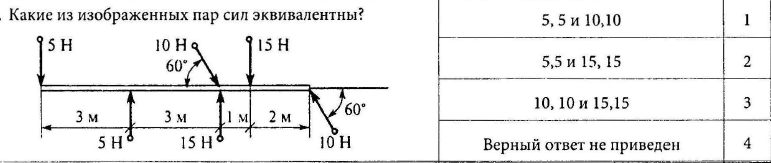 . Какие из изображенных пар сил эквивалентны?
5 Н
10 Н
15 Н
60°
60°
3 м
3 м
1 м
2 м
5 Н
15 Н
10 Н
5, 5 и 10,10
1
5,5 и 15, 15
2
10, 10 и 15,15
3
Верный ответ не приведен
4